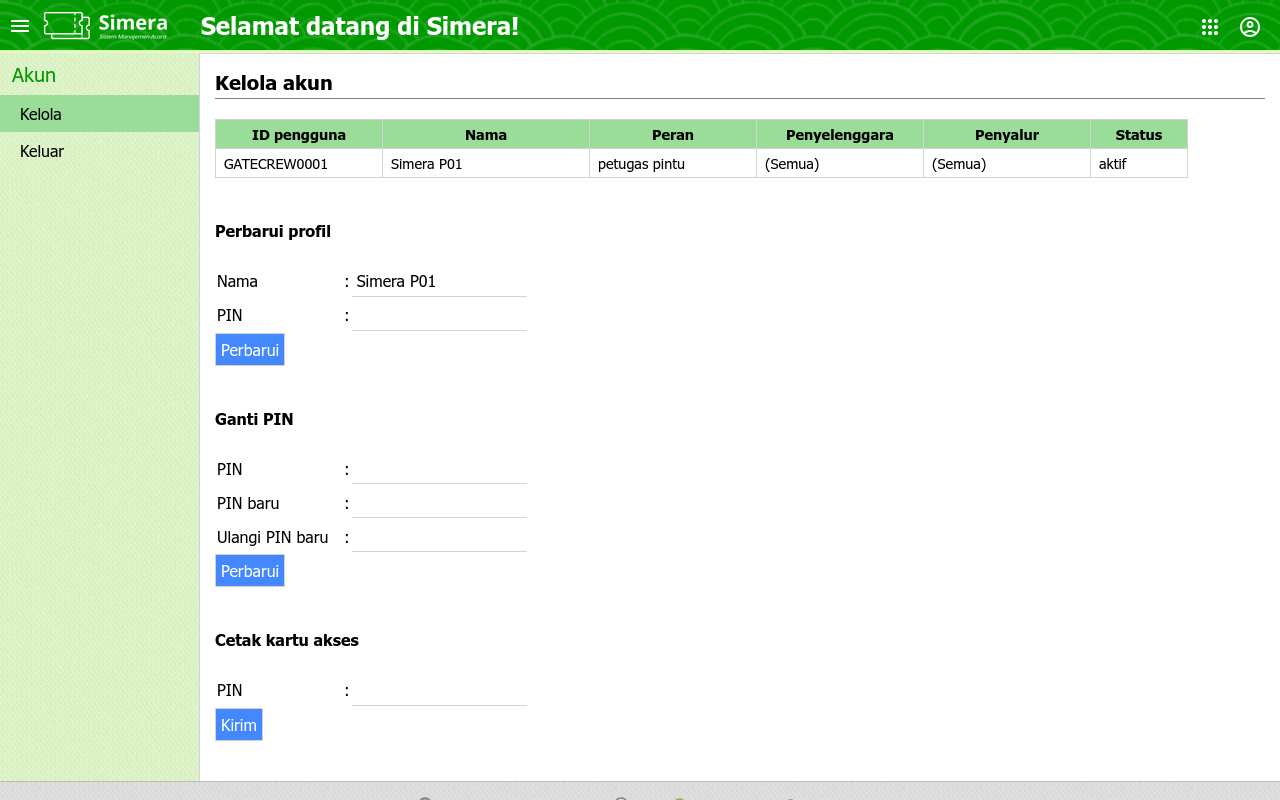 Simera
Sistem Manajemen Acara
Selamat datang di Simera!
Akun
Kelola
Keluar
Kelola akun
ID pengguna Nama Peran Penyelenggara Penyalur Status
GATECREW0001 Simera P01 petugas pintu (Semua) (Semua) aktif
Perbarui profil
Nama : Simera P01
PIN :
Perbarui
Ganti PIN
PIN :
PIN baru :
Ulangi PIN baru :
Perbarui
Cetak kartu akses
PIN :
Kirim